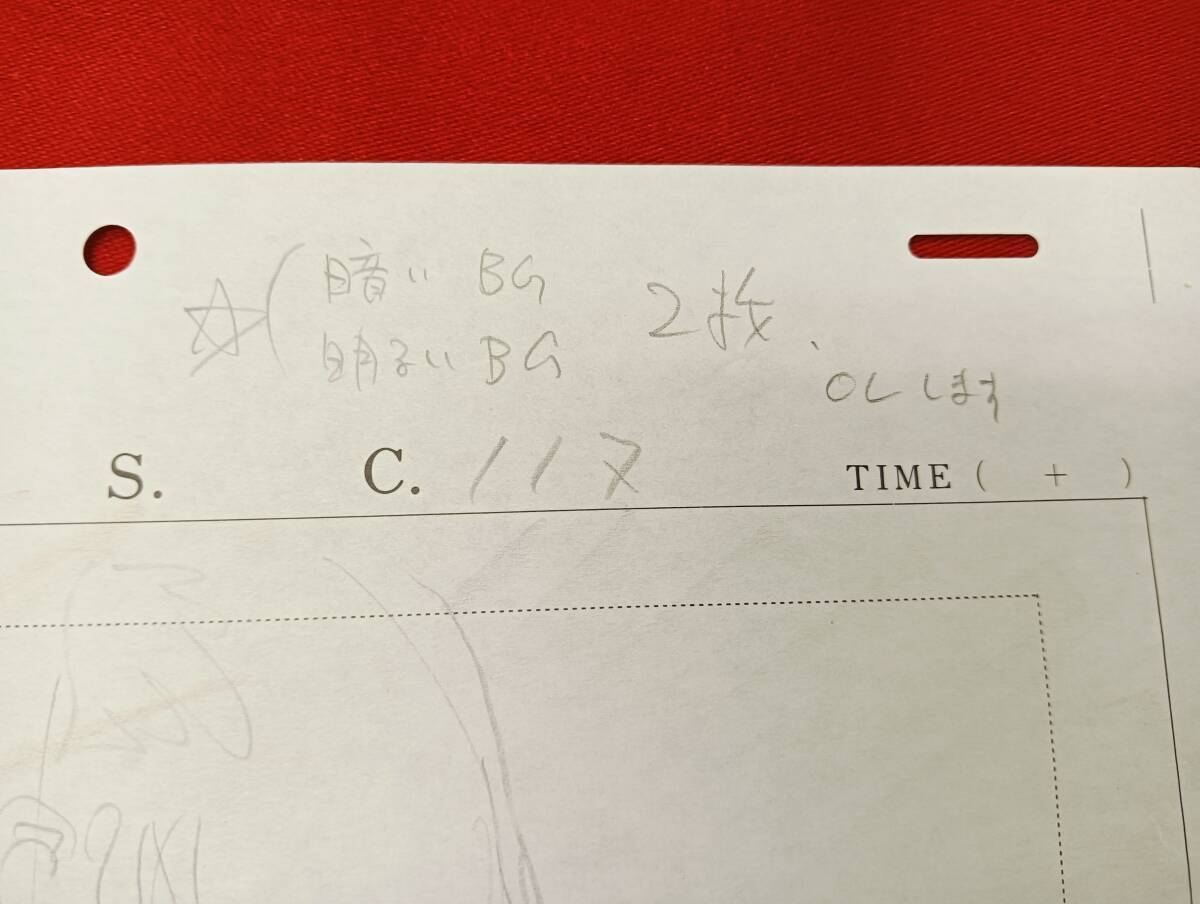 ☆( 暗い BG
明るい BG
2枚、
OLします
S. C. 117 TIME ( + )